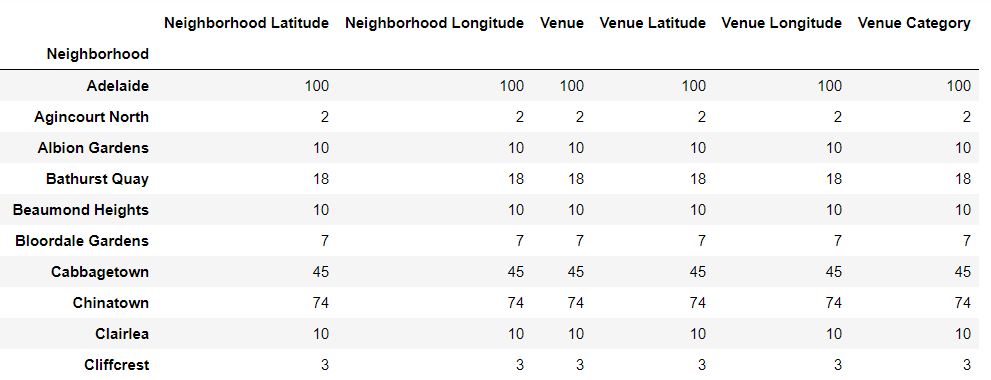 Neighborhood Latitude Neighborhood Longitude Venue Venue Latitude Venue Longitude Venue Category
Neighborhood
Adelaide 100 100 100 100 100 100
Agincourt North 2 2 2 2 2 2
Albion Gardens 10 10 10 10 10 10
Bathurst Quay 18 18 18 18 18 18
Beaumond Heights 10 10 10 10 10 10
Bloordale Gardens 7 7 7 7 7 7
Cabbagetown 45 45 45 45 45 45
Chinatown 74 74 74 74 74 74
Clairlea 10 10 10 10 10 10
Cliffcrest 3 3 3 3 3 3